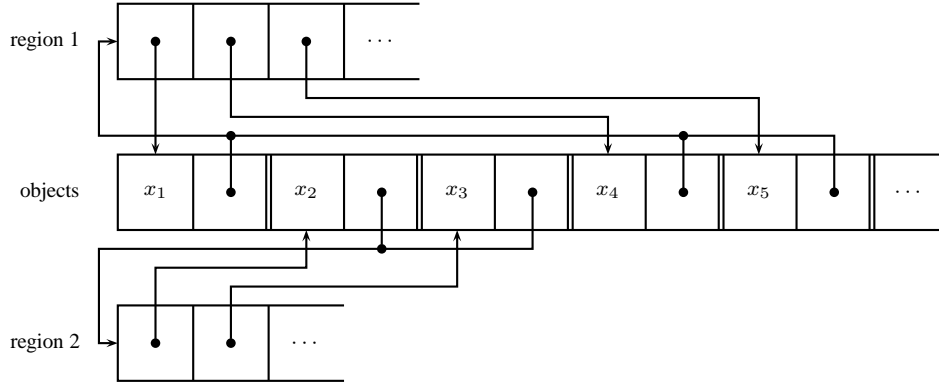 region 1 ...
objects x₁ x₂ x₃ x₄ x₅ ...
region 2 ...